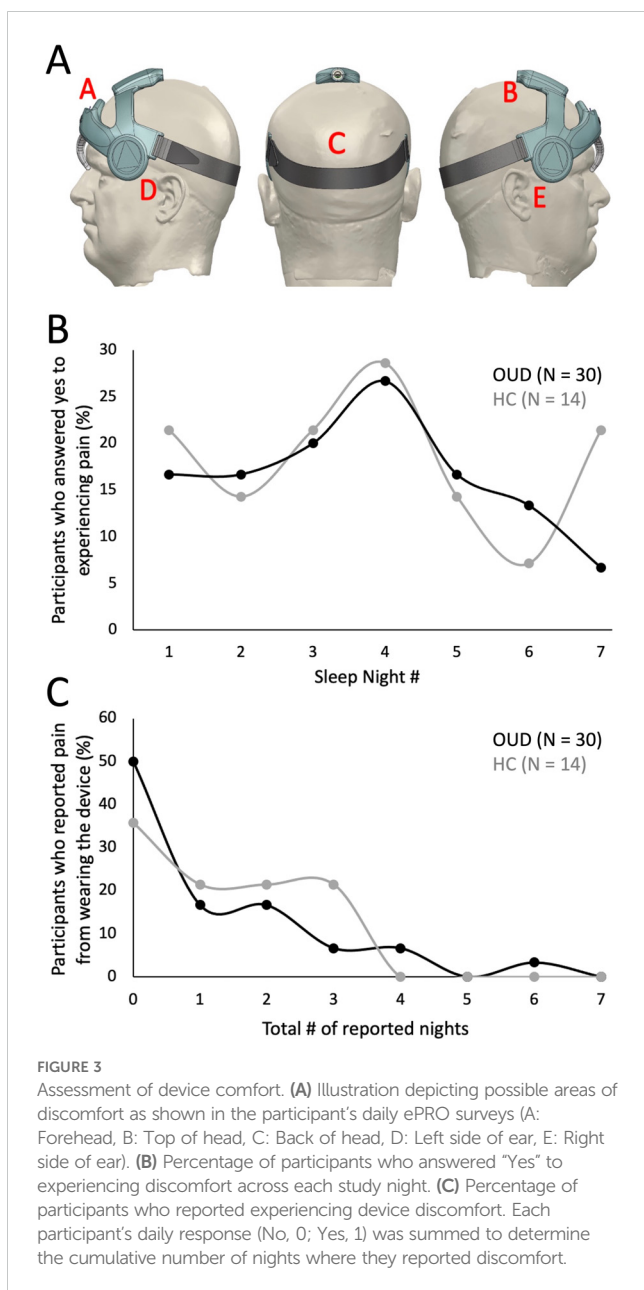 A
A
D
C
B
E
B
Participants who answered yes to
experiencing pain (%)
30
25
20
15
10
5
0
OUD (N = 30)
HC (N = 14)
1 2 3 4 5 6 7
Sleep Night #
C
Participants who reported pain
from wearing the device (%)
60
50
40
30
20
10
0
OUD (N = 30)
HC (N = 14)
0 1 2 3 4 5 6 7
Total # of reported nights
FIGURE 3
Assessment of device comfort. (A) Illustration depicting possible areas of
discomfort as shown in the participant's daily ePRO surveys (A:
Forehead, B: Top of head, C: Back of head, D: Left side of ear, E: Right
side of ear). (B) Percentage of participants who answered "Yes" to
experiencing discomfort across each study night. (C) Percentage of
participants who reported experiencing device discomfort. Each
participant's daily response (No, 0; Yes, 1) was summed to determine
the cumulative number of nights where they reported discomfort.